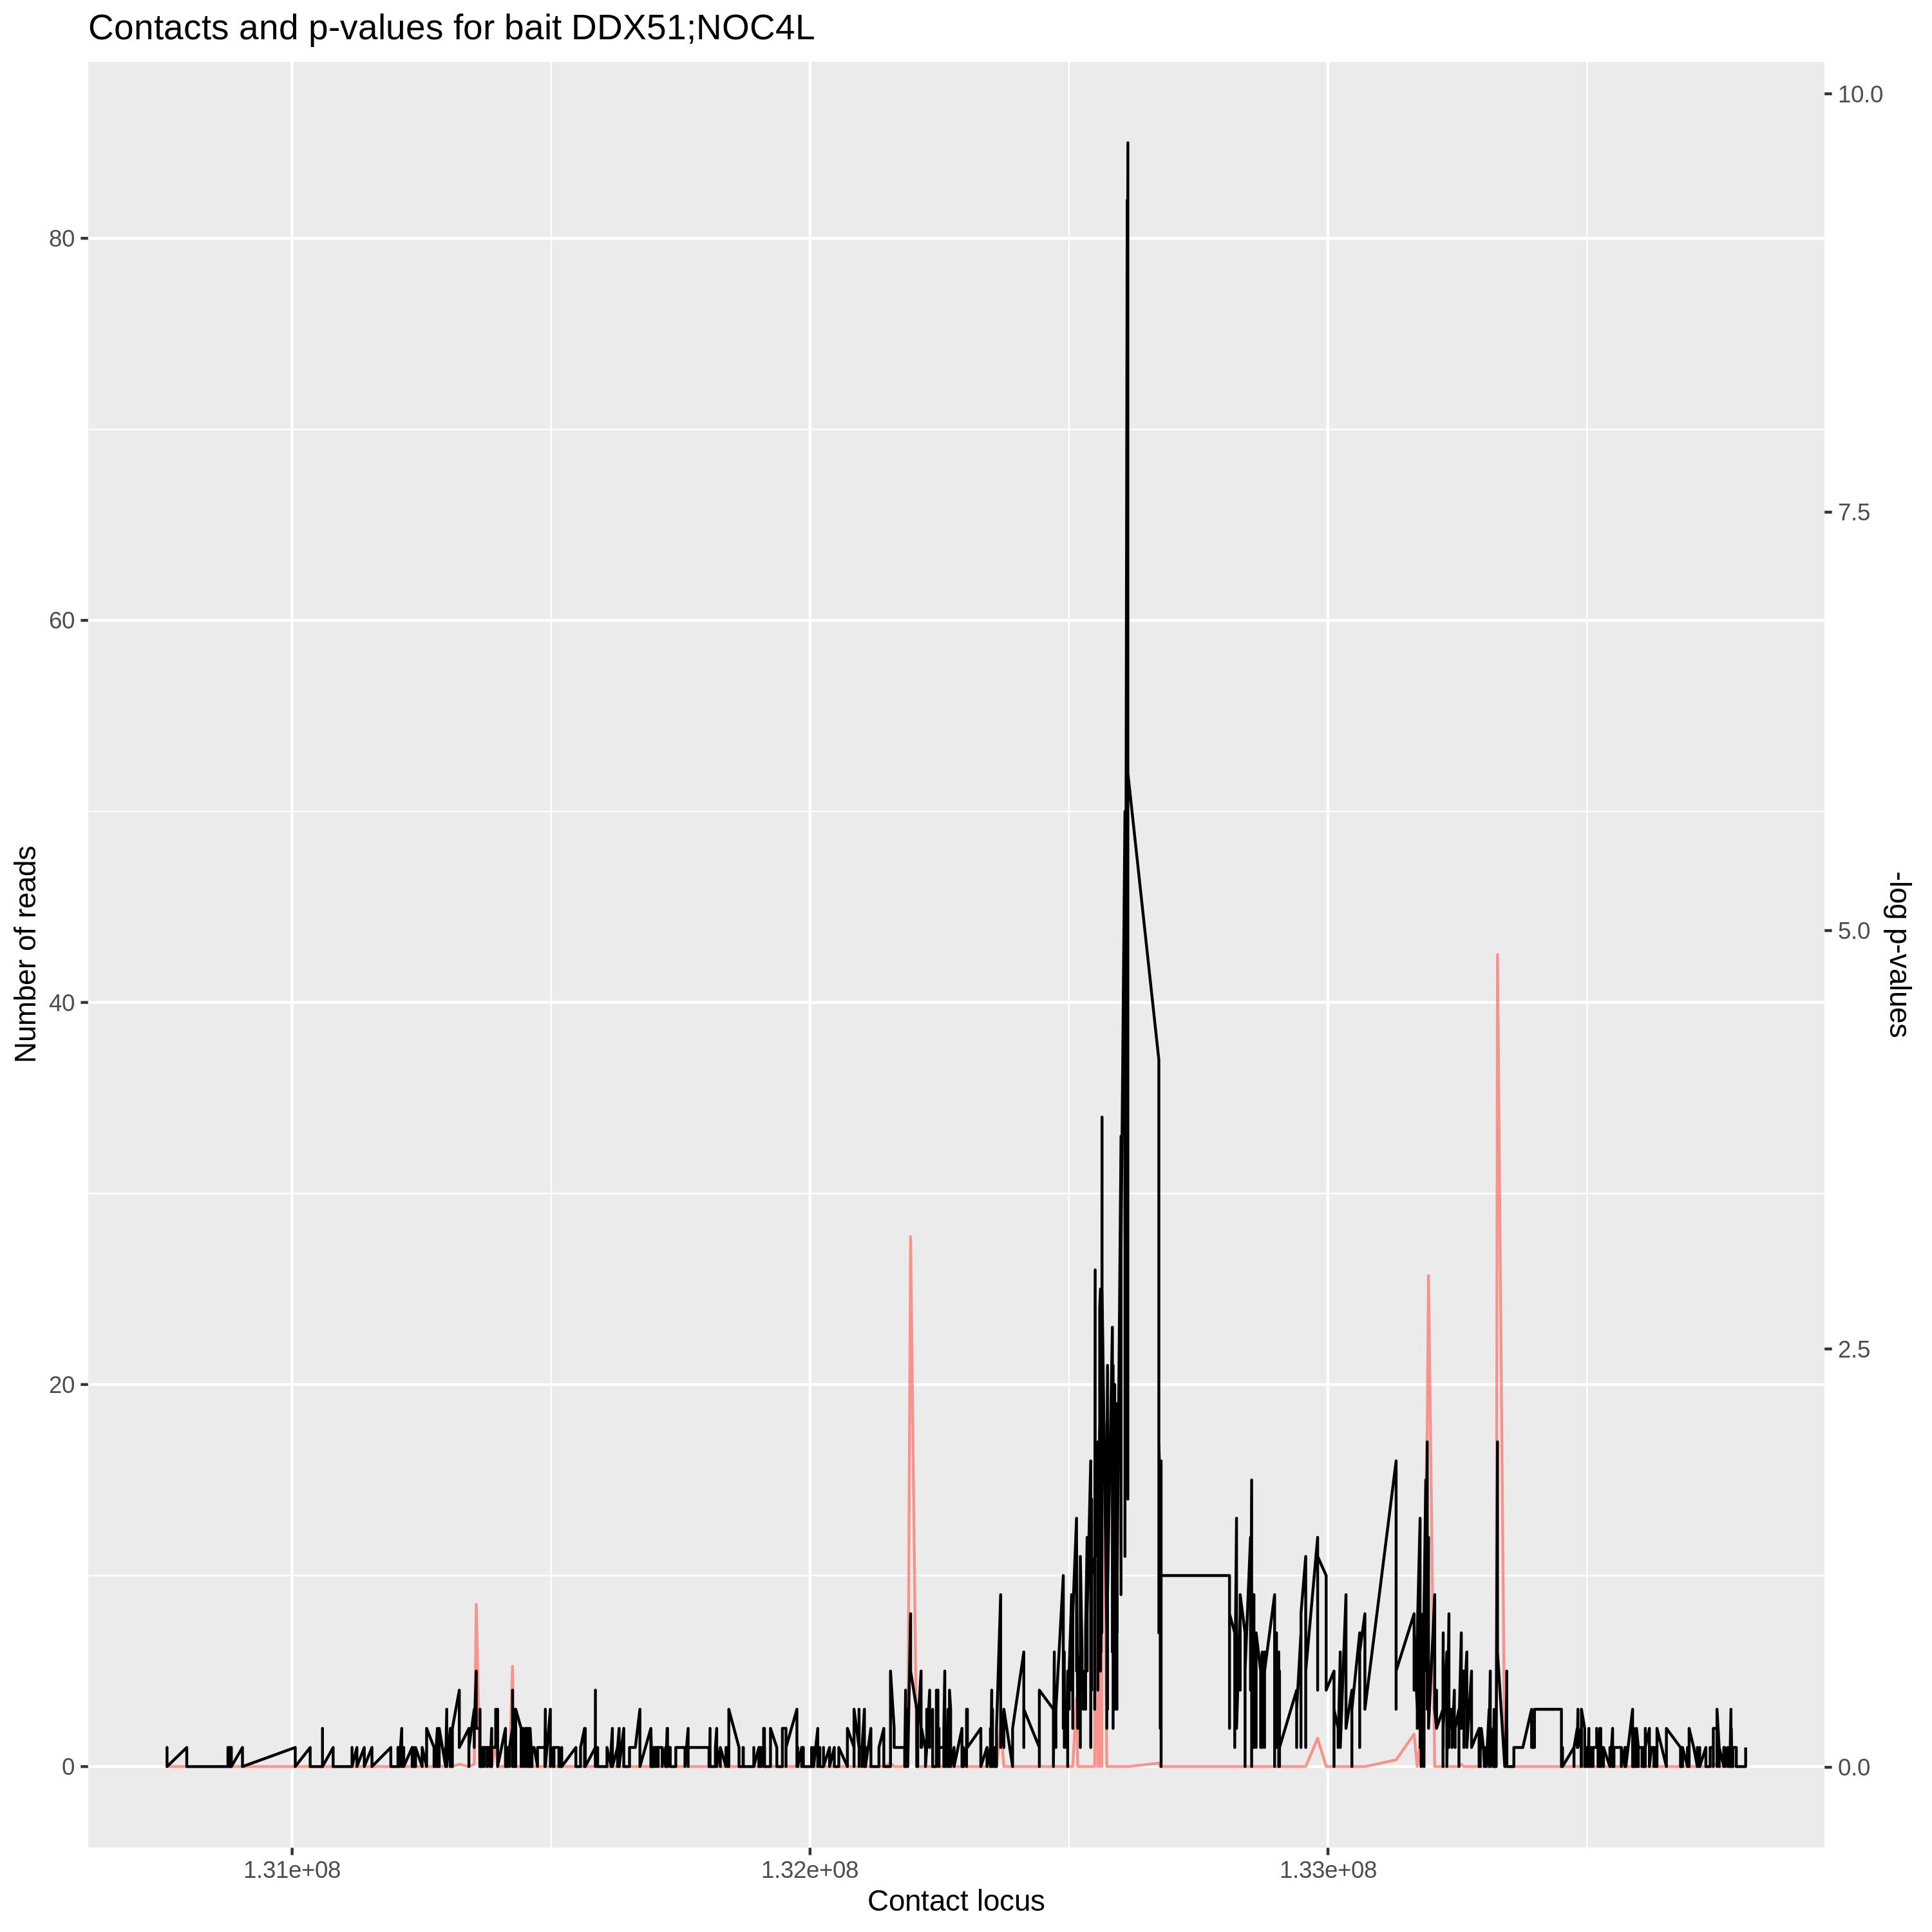 Contacts and p-values for bait DDX51;NOC4L
Number of reads
80
60
40
20
0
10.0
7.5
5.0
2.5
0.0
-log p-values
1.31e+08
1.32e+08
1.33e+08
Contact locus